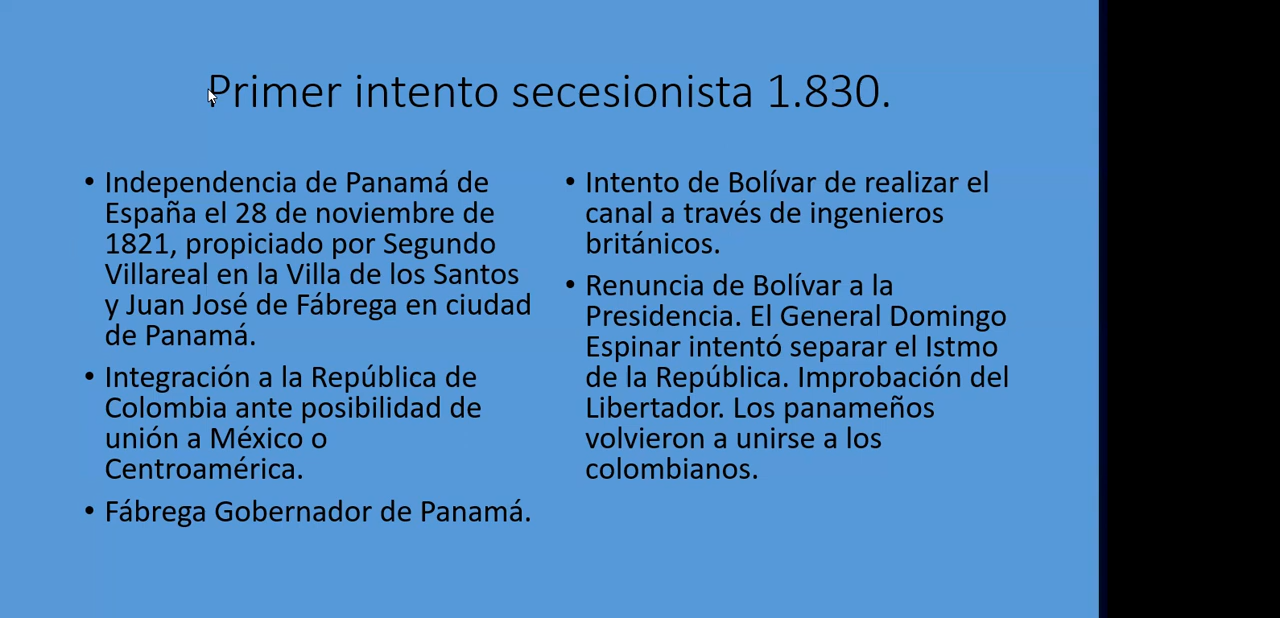 Primer intento secesionista 1.830.
• Independencia de Panamá de
España el 28 de noviembre de
1821, propiciado por Segundo
Villareal en la Villa de los Santos
y Juan José de Fábrega en ciudad
de Panamá.
• Integración a la República de
Colombia ante posibilidad de
unión a México o
Centroamérica.
• Fábrega Gobernador de Panamá.
• Intento de Bolívar de realizar el
canal a través de ingenieros
británicos.
• Renuncia de Bolívar a la
Presidencia. El General Domingo
Espinar intentó separar el Istmo
de la República. Improbación del
Libertador. Los panameños
volvieron a unirse a los
colombianos.